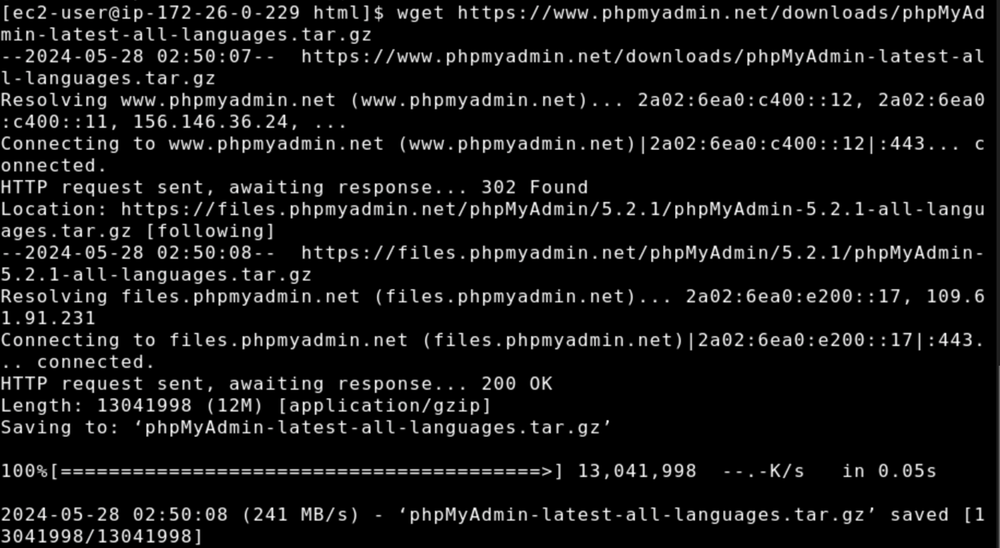 [ec2-user@ip-172-26-0-229 html]$ wget https://www.phpmyadmin.net/downloads/phpMyAd
min-latest-all-languages.tar.gz
--2024-05-28 02:50:07--  https://www.phpmyadmin.net/downloads/phpMyAdmin-latest-al
l-languages.tar.gz
Resolving www.phpmyadmin.net (www.phpmyadmin.net)... 2a02:6ea0:c400::12, 2a02:6ea0
:c400::11, 156.146.36.24, ...
Connecting to www.phpmyadmin.net (www.phpmyadmin.net)|2a02:6ea0:c400::12|:443... c
onnected.
HTTP request sent, awaiting response... 302 Found
Location: https://files.phpmyadmin.net/phpMyAdmin/5.2.1/phpMyAdmin-5.2.1-all-langu
ages.tar.gz [following]
--2024-05-28 02:50:08--  https://files.phpmyadmin.net/phpMyAdmin/5.2.1/phpMyAdmin-
5.2.1-all-languages.tar.gz
Resolving files.phpmyadmin.net (files.phpmyadmin.net)... 2a02:6ea0:e200::17, 109.6
1.91.231
Connecting to files.phpmyadmin.net (files.phpmyadmin.net)|2a02:6ea0:e200::17|:443.
.. connected.
HTTP request sent, awaiting response... 200 OK
Length: 13041998 (12M) [application/gzip]
Saving to: ‘phpMyAdmin-latest-all-languages.tar.gz’
100%[========================================>] 13,041,998  --.-K/s   in 0.05s
2024-05-28 02:50:08 (241 MB/s) - ‘phpMyAdmin-latest-all-languages.tar.gz’ saved [1
3041998/13041998]